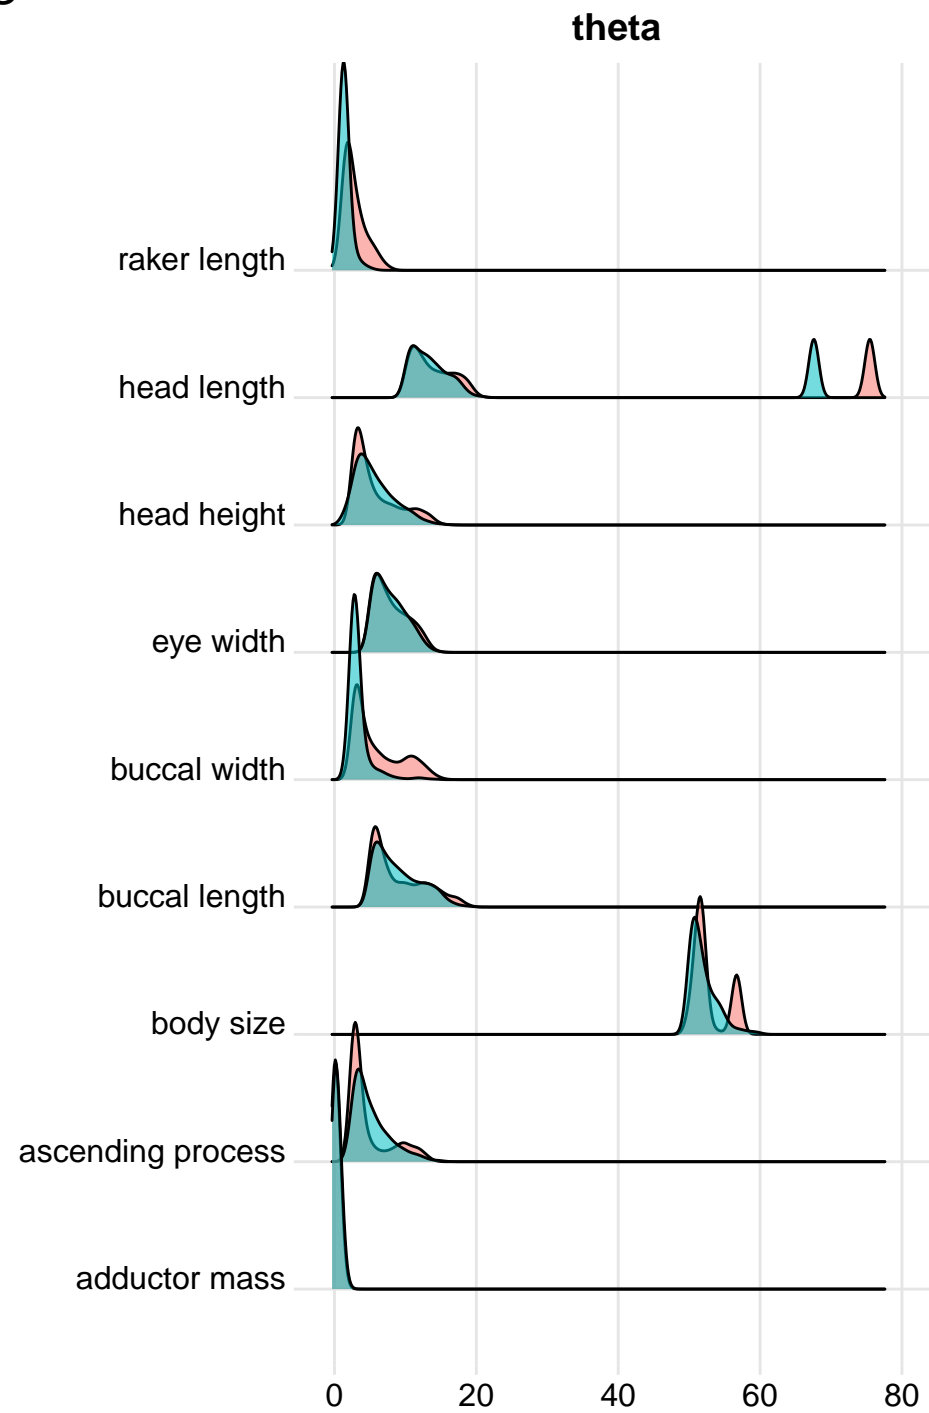 theta
raker length
head length
head height
eye width
buccal width
buccal length
body size
ascending process
adductor mass
0 20 40 60 80